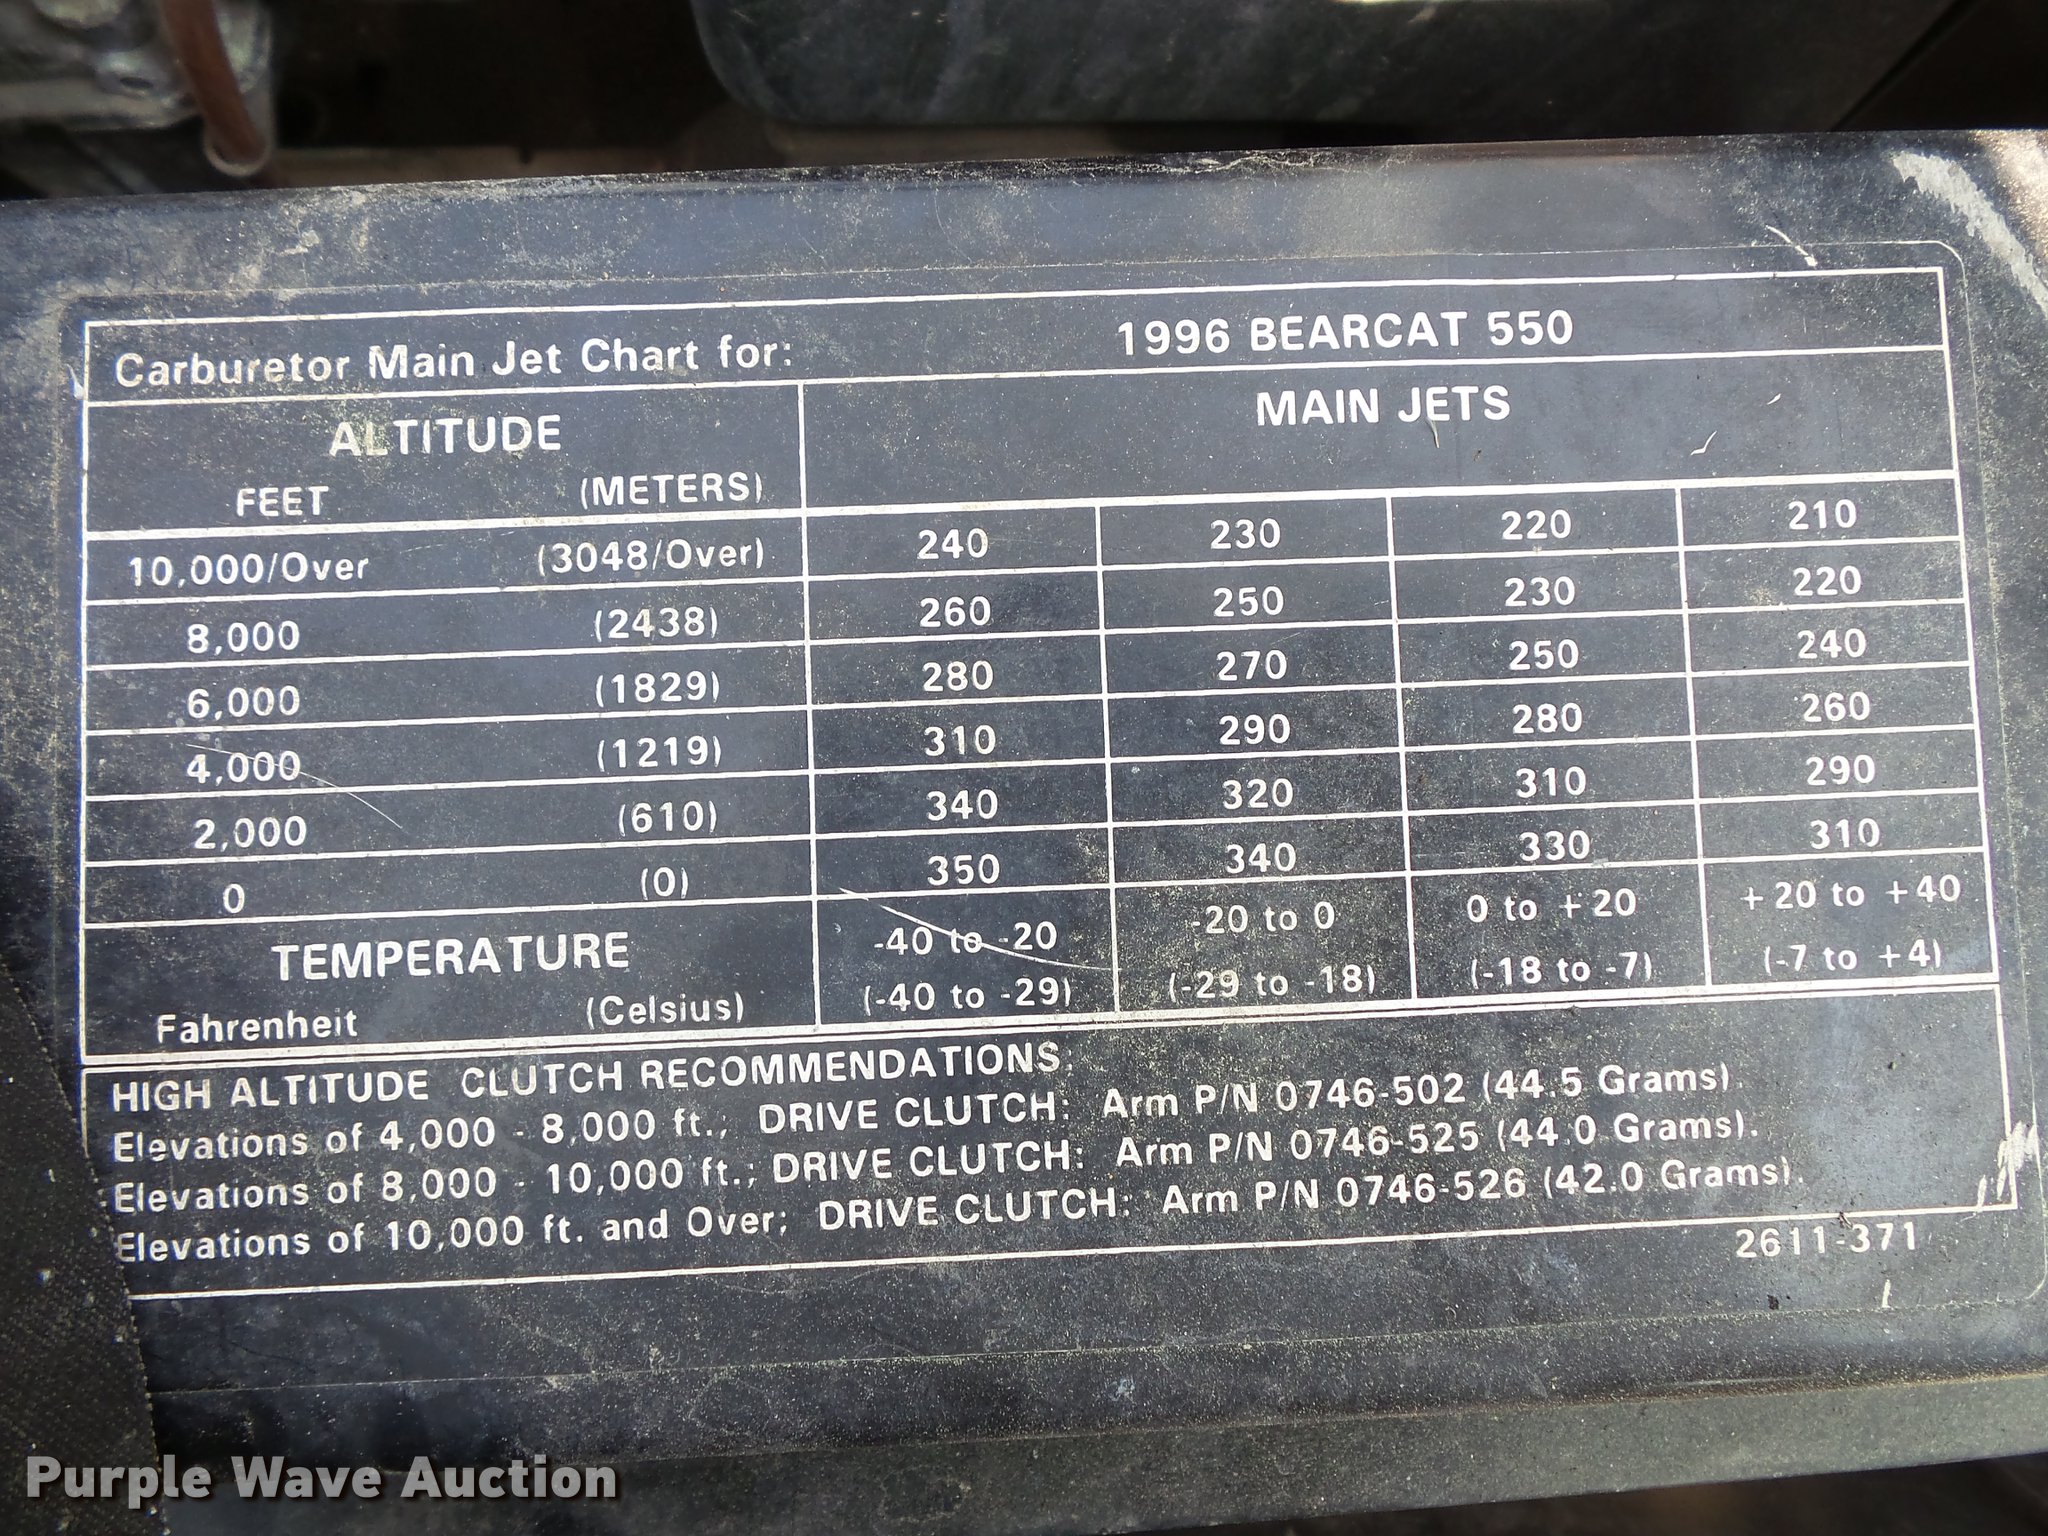 Carburetor Main Jet Chart for: 1996 BEARCAT 550
ALTITUDE MAIN JETS
FEET (METERS)
10,000/Over (3048/Over) 240 230 220 210
8,000 (2438) 260 250 230 220
6,000 (1829) 280 270 250 240
4,000 (1219) 310 290 280 260
2,000 (610) 340 320 310 290
0 (0) 350 340 330 310
TEMPERATURE -40 to -20 -20 to 0 0 to +20 +20 to +40
Fahrenheit (Celsius) (-40 to -29) (-29 to -18) (-18 to -7) (-7 to +4)
HIGH ALTITUDE CLUTCH RECOMMENDATIONS:
Elevations of 4,000 - 8,000 ft.; DRIVE CLUTCH: Arm P/N 0746-502 (44.5 Grams).
Elevations of 8,000 - 10,000 ft.; DRIVE CLUTCH: Arm P/N 0746-525 (44.0 Grams).
Elevations of 10,000 ft. and Over; DRIVE CLUTCH: Arm P/N 0746-526 (42.0 Grams).
2611-371
Purple Wave Auction